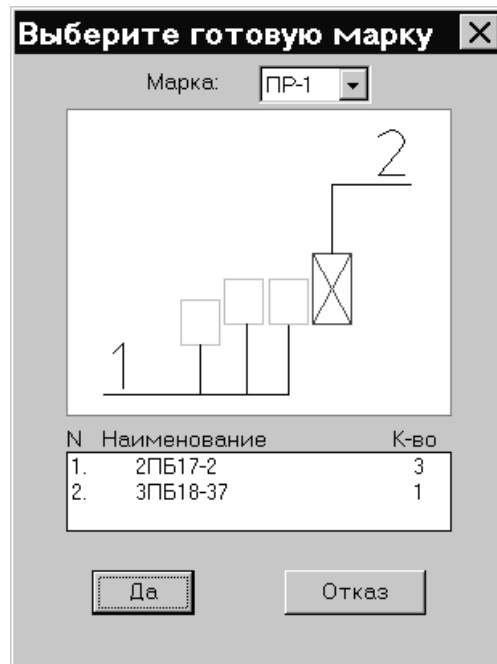 Выберите готовую марку
Марка: ПР-1
2
1
N Наименование К-во
1. 2ПБ17-2 3
2. 3ПБ18-37 1
Да Отказ